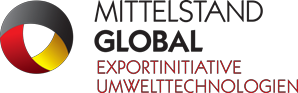 MITTELSTAND
GLOBAL
EXPORTINITIATIVE
UMWELTTECHNOLOGIEN